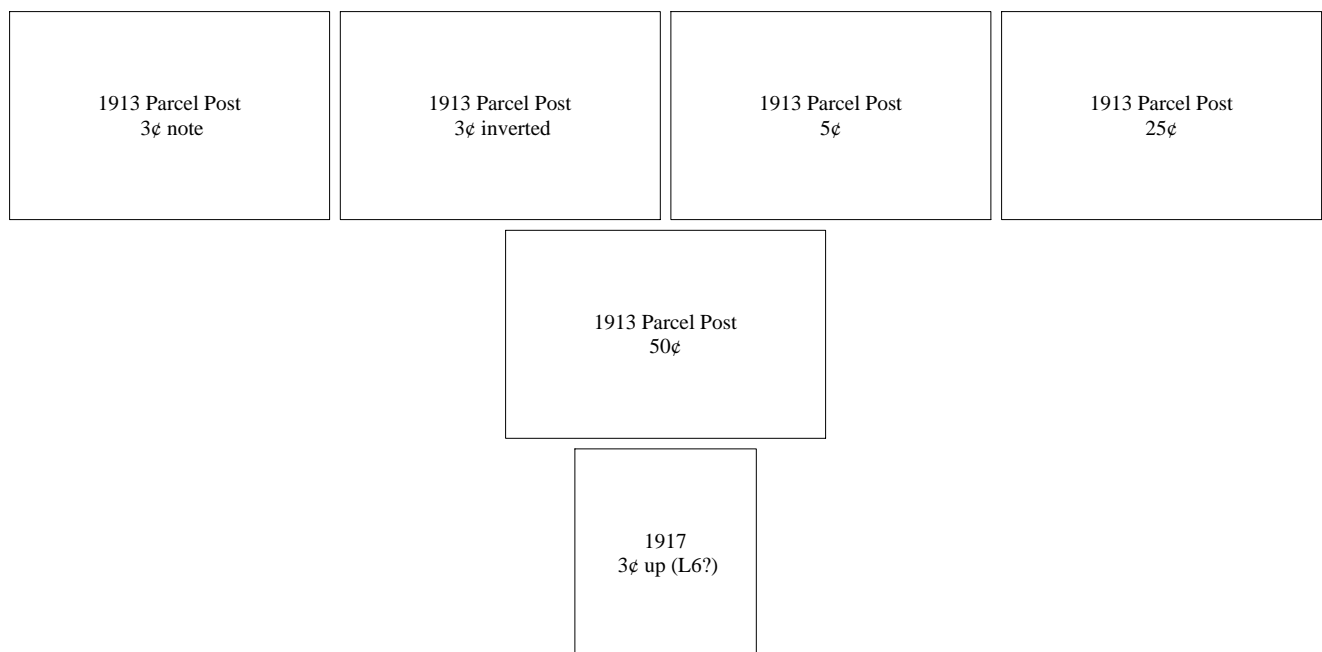 1913 Parcel Post
3¢ note
1913 Parcel Post
3¢ inverted
1913 Parcel Post
5¢
1913 Parcel Post
25¢
1913 Parcel Post
50¢
1917
3¢ up (L6?)